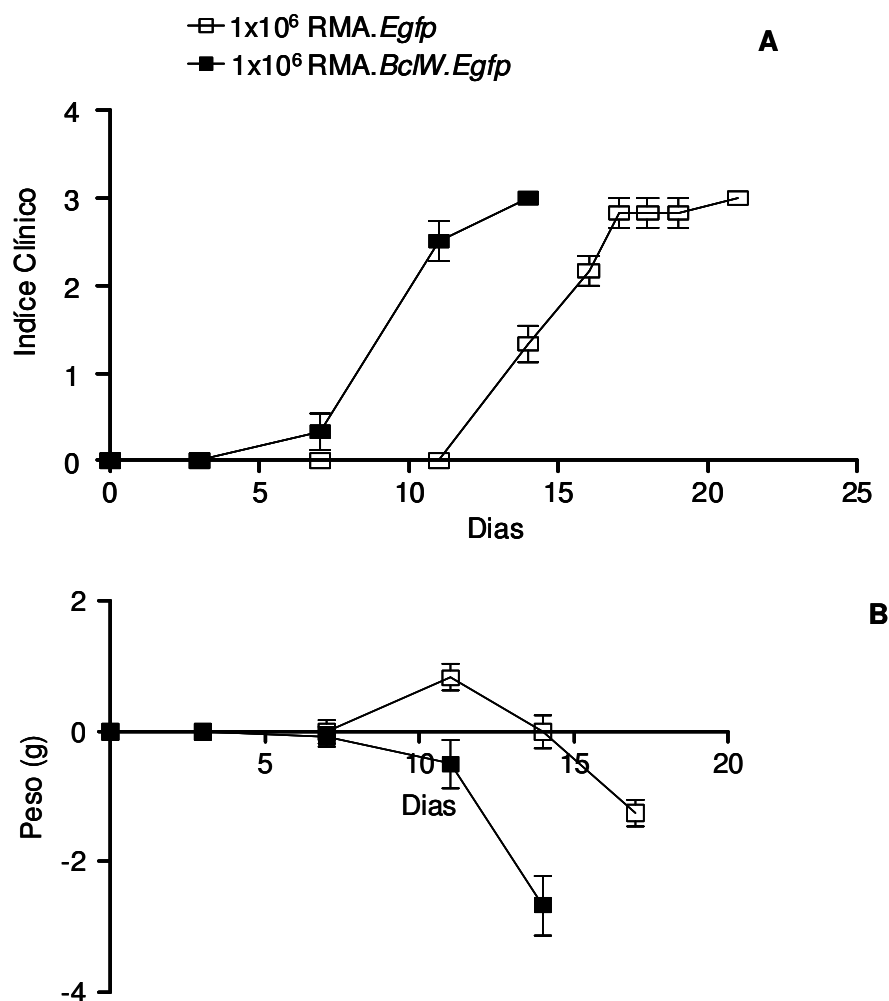 1x10⁶ RMA.Egfp
1x10⁶ RMA.BclW.Egfp
A
Indíce Clínico
4
3
2
1
0
0 5 10 15 20 25
Dias
B
Peso (g)
2
0
-2
-4
5 10 15 20
Dias